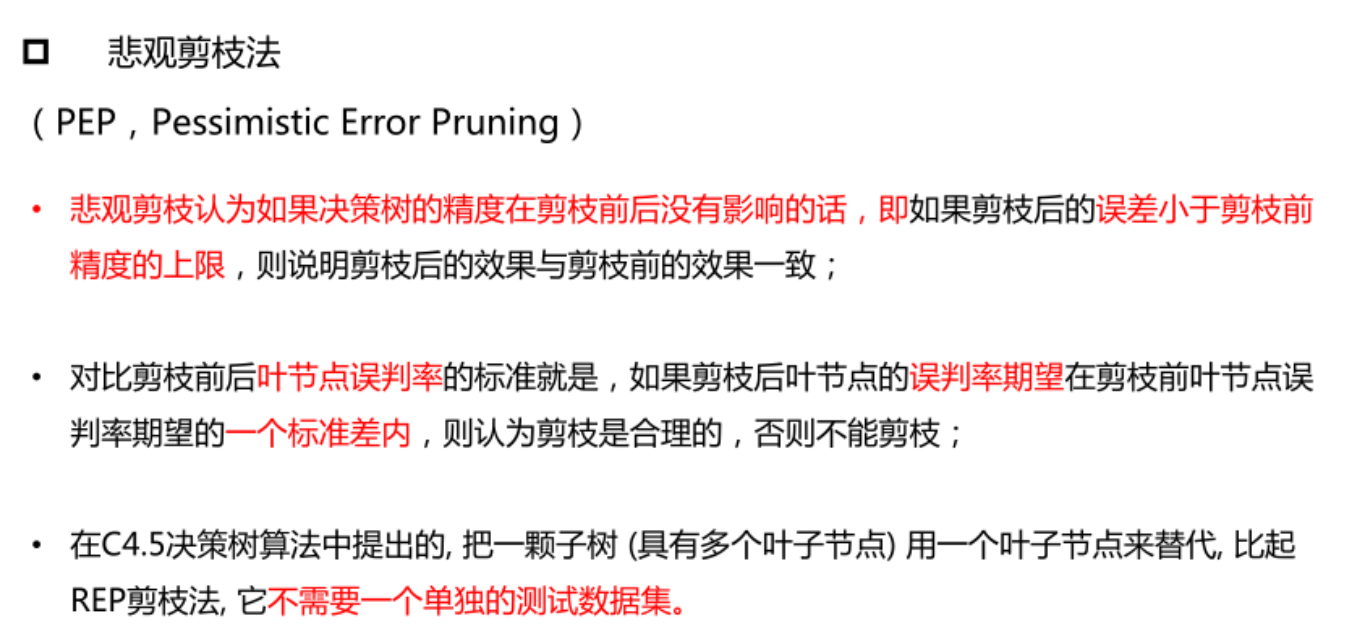 悲观剪枝法
（PEP，Pessimistic Error Pruning）
• 悲观剪枝认为如果决策树的精度在剪枝前后没有影响的话，即如果剪枝后的误差小于剪枝前
精度的上限，则说明剪枝后的效果与剪枝前的效果一致；
• 对比剪枝前后叶节点误判率的标准就是，如果剪枝后叶节点的误判率期望在剪枝前叶节点误
判率期望的一个标准差内，则认为剪枝是合理的，否则不能剪枝；
• 在C4.5决策树算法中提出的, 把一颗子树 (具有多个叶子节点) 用一个叶子节点来替代, 比起
REP剪枝法, 它不需要一个单独的测试数据集。